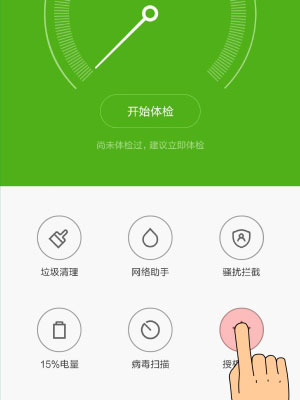 开始体检
尚未体检过，建议立即体检
垃圾清理
网络助手
骚扰拦截
15%电量
病毒扫描
授